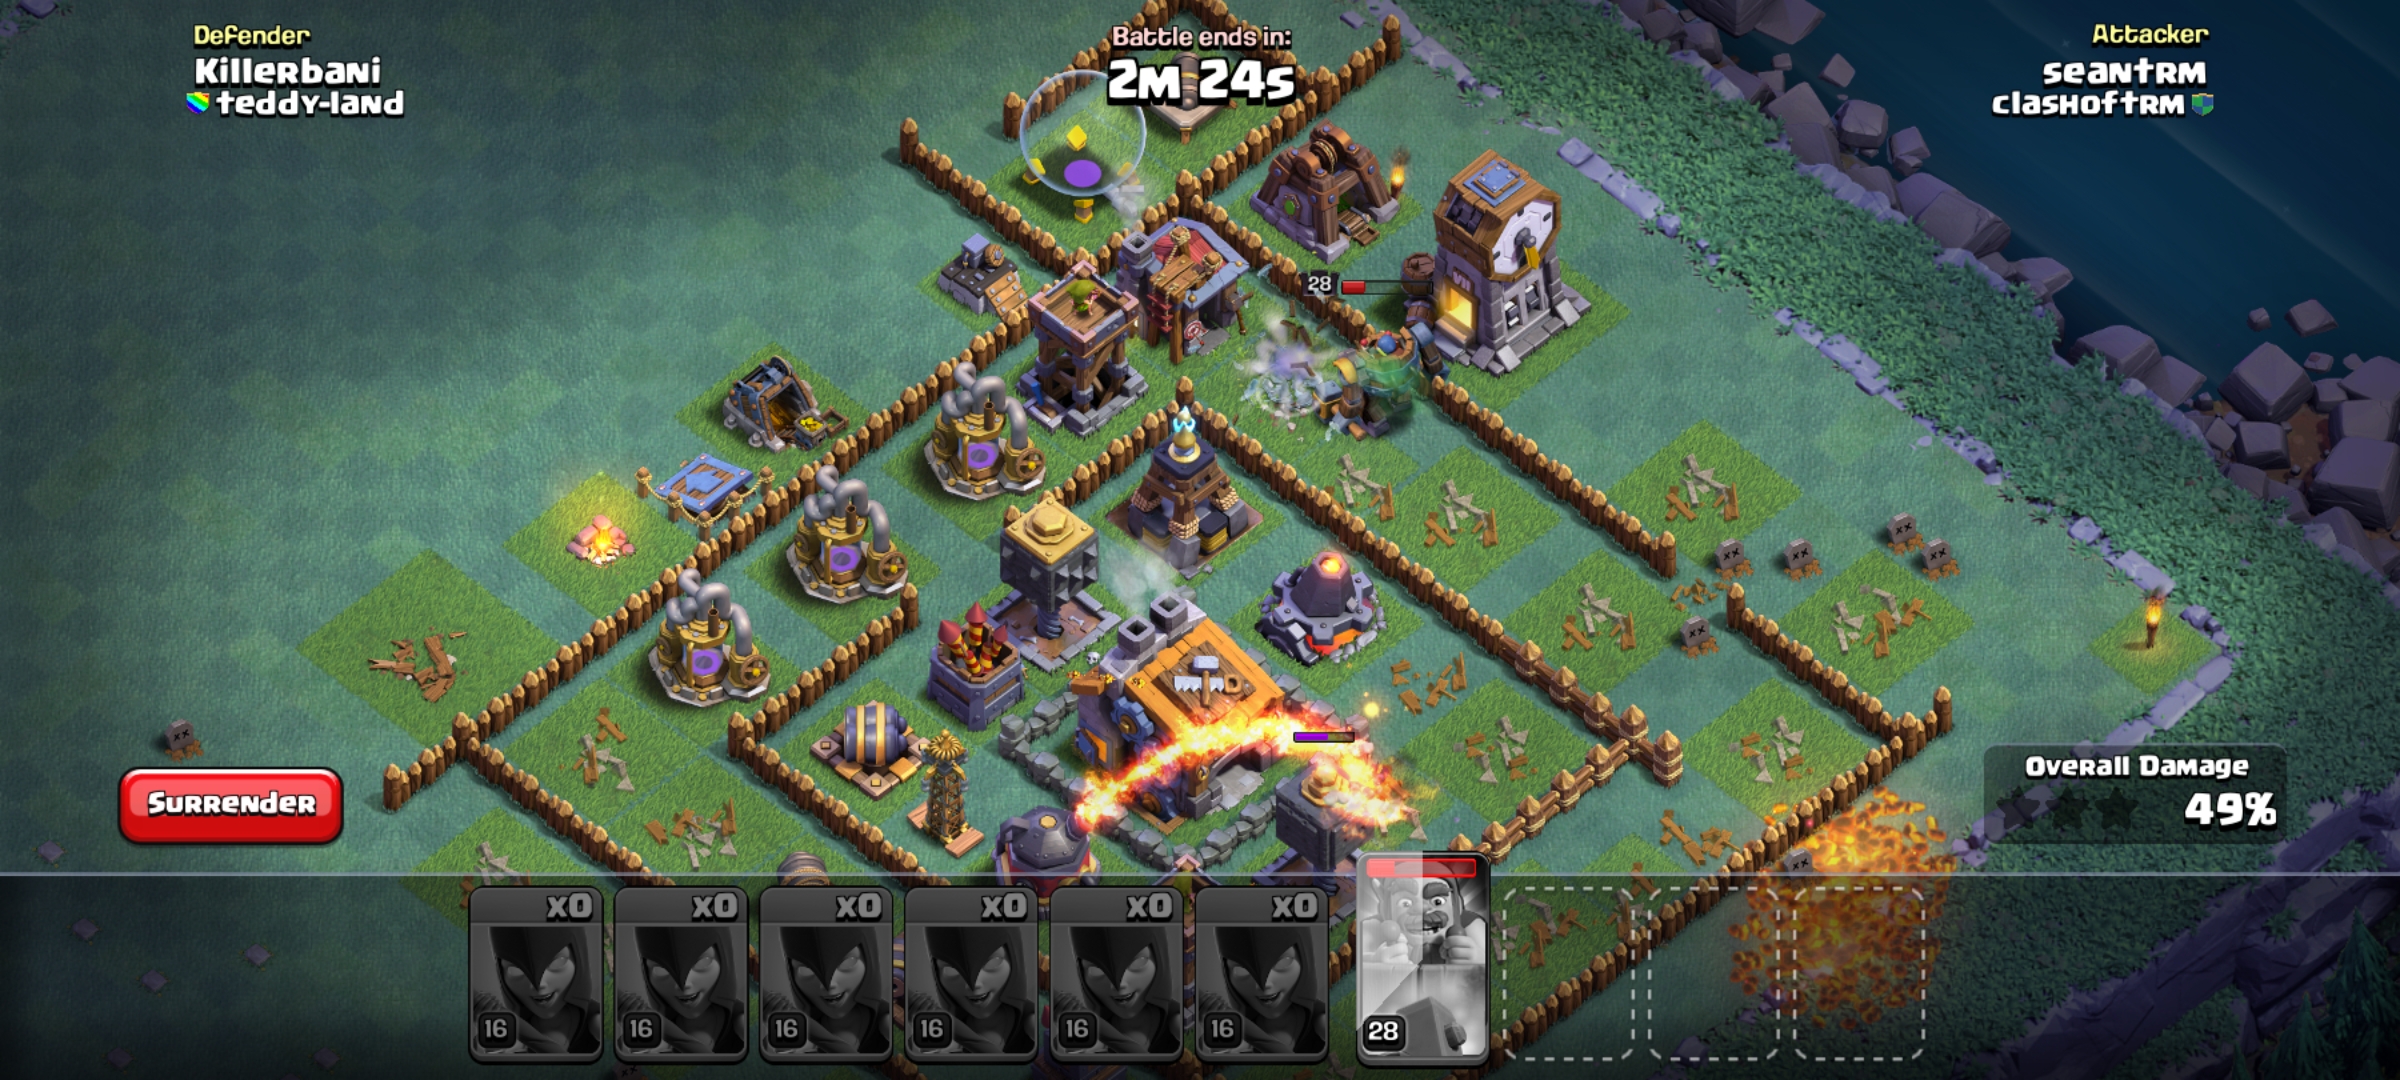 Defender
Killerbani
teddy-land
Battle ends in:
2M 24s
Attacker
seantRM
clashoftRM
28
Surrender
Overall Damage
49%
x0
x0
x0
x0
x0
x0
16
16
16
16
16
16
28